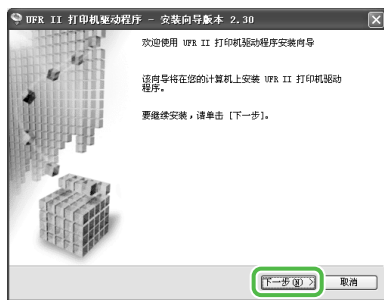 UFR II 打印机驱动程序 - 安装向导版本 2.30
欢迎使用 UFR II 打印机驱动程序安装向导
该向导将在您的计算机上安装 UFR II 打印机驱动
程序。
要继续安装，请单击 [下一步]。
下一步(N) >
取消